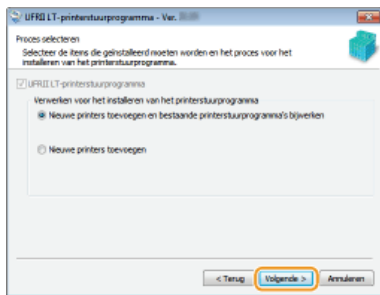 UFRII LT-printerstuurprogramma - Ver.
Proces selecteren
Selecteer de items die geïnstalleerd moeten worden en het proces voor het
installeren van het printerstuurprogramma.
UFRII LT-printerstuurprogramma
Verwerken voor het installeren van het printerstuurprogramma
Nieuwe printers toevoegen en bestaande printerstuurprogramma's bijwerken
Nieuwe printers toevoegen
< Terug
Volgende >
Annuleren